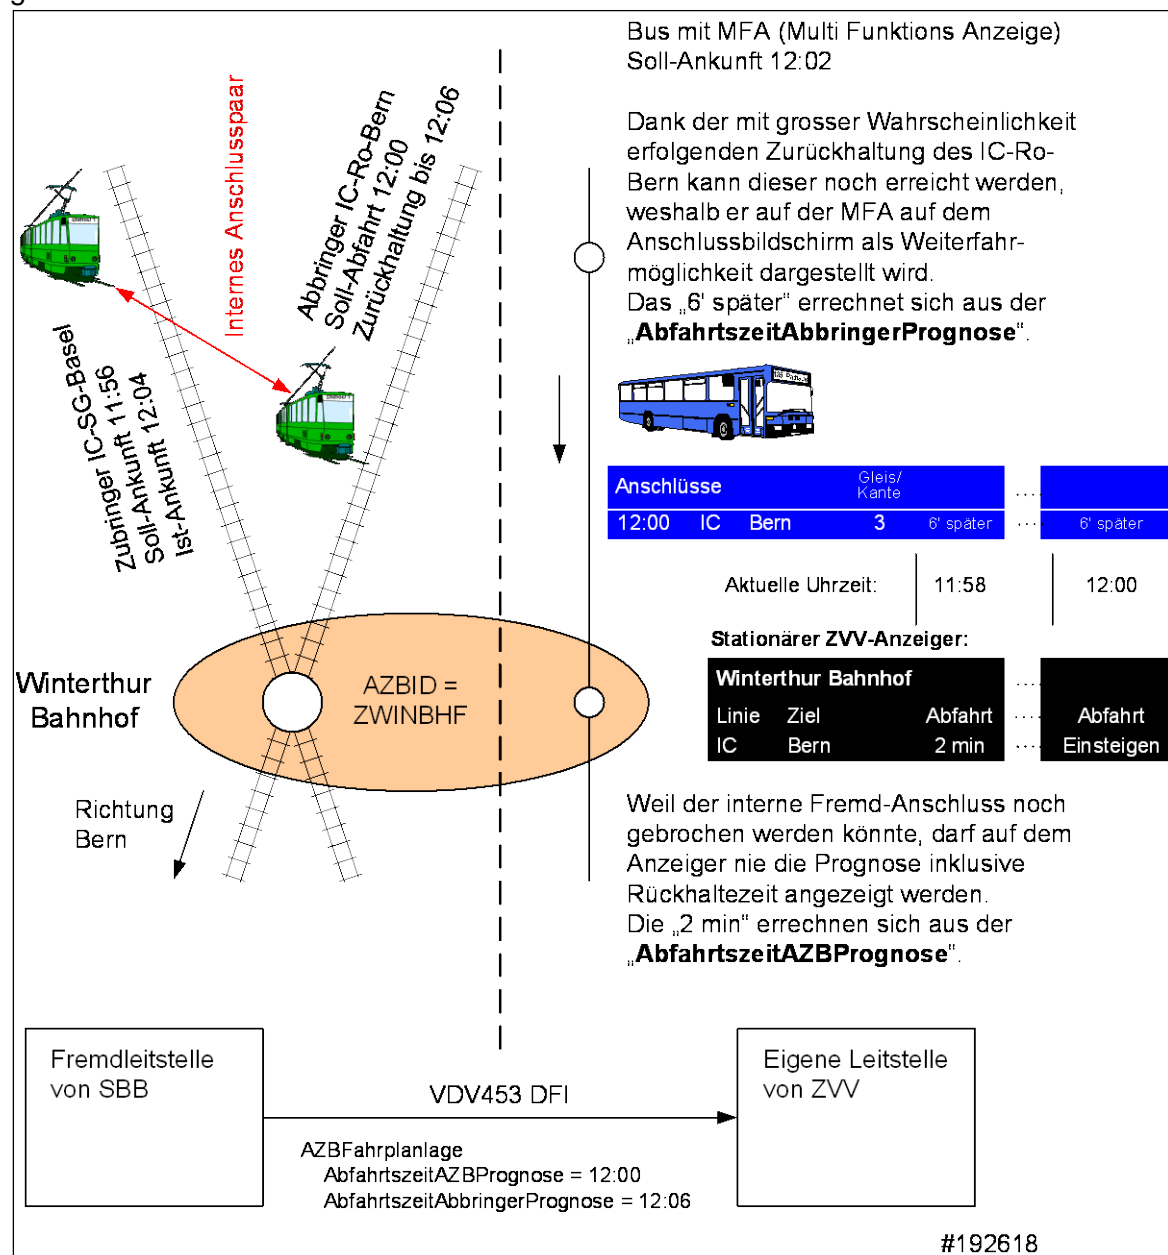 g
Bus mit MFA (Multi Funktions Anzeige)
Soll-Ankunft 12:02
Dank der mit grosser Wahrscheinlichkeit
erfolgenden Zurückhaltung des IC-Ro-
Bern kann dieser noch erreicht werden,
weshalb er auf der MFA auf dem
Anschlussbildschirm als Weiterfahr-
möglichkeit dargestellt wird.
Das „6' später“ errechnet sich aus der
„AbfahrtszeitAbbringerPrognose“.
Internes Anschlusspaar
Abbringer IC-Ro-Bern
Soll-Abfahrt 12:00
Zurückhaltung bis 12:06
Zubringer IC-SG-Basel
Soll-Ankunft 11:56
Ist-Ankunft 12:04
Anschlüsse Gleis/
Kante ....
12:00 IC Bern 3 6' später .... 6' später
Aktuelle Uhrzeit: 11:58 12:00
Stationärer ZVV-Anzeiger:
Winterthur Bahnhof ....
Linie Ziel Abfahrt .... Abfahrt
IC Bern 2 min .... Einsteigen
Winterthur
Bahnhof
AZBID =
ZWINBHF
Richtung
Bern
Weil der interne Fremd-Anschluss noch
gebrochen werden könnte, darf auf dem
Anzeiger nie die Prognose inklusive
Rückhaltezeit angezeigt werden.
Die „2 min“ errechnen sich aus der
„AbfahrtszeitAZBPrognose“.
Fremdleitstelle
von SBB
VDV453 DFI
Eigene Leitstelle
von ZVV
AZBFahrplanlage
AbfahrtszeitAZBPrognose = 12:00
AbfahrtszeitAbbringerPrognose = 12:06
#192618